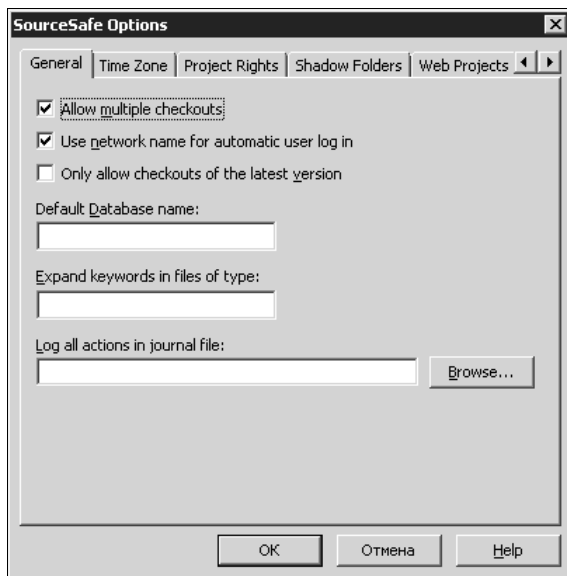 SourceSafe Options
General Time Zone Project Rights Shadow Folders Web Projects
Allow multiple checkouts
Use network name for automatic user log in
Only allow checkouts of the latest version
Default Database name:
Expand keywords in files of type:
Log all actions in journal file:
Browse...
OK Отмена Help